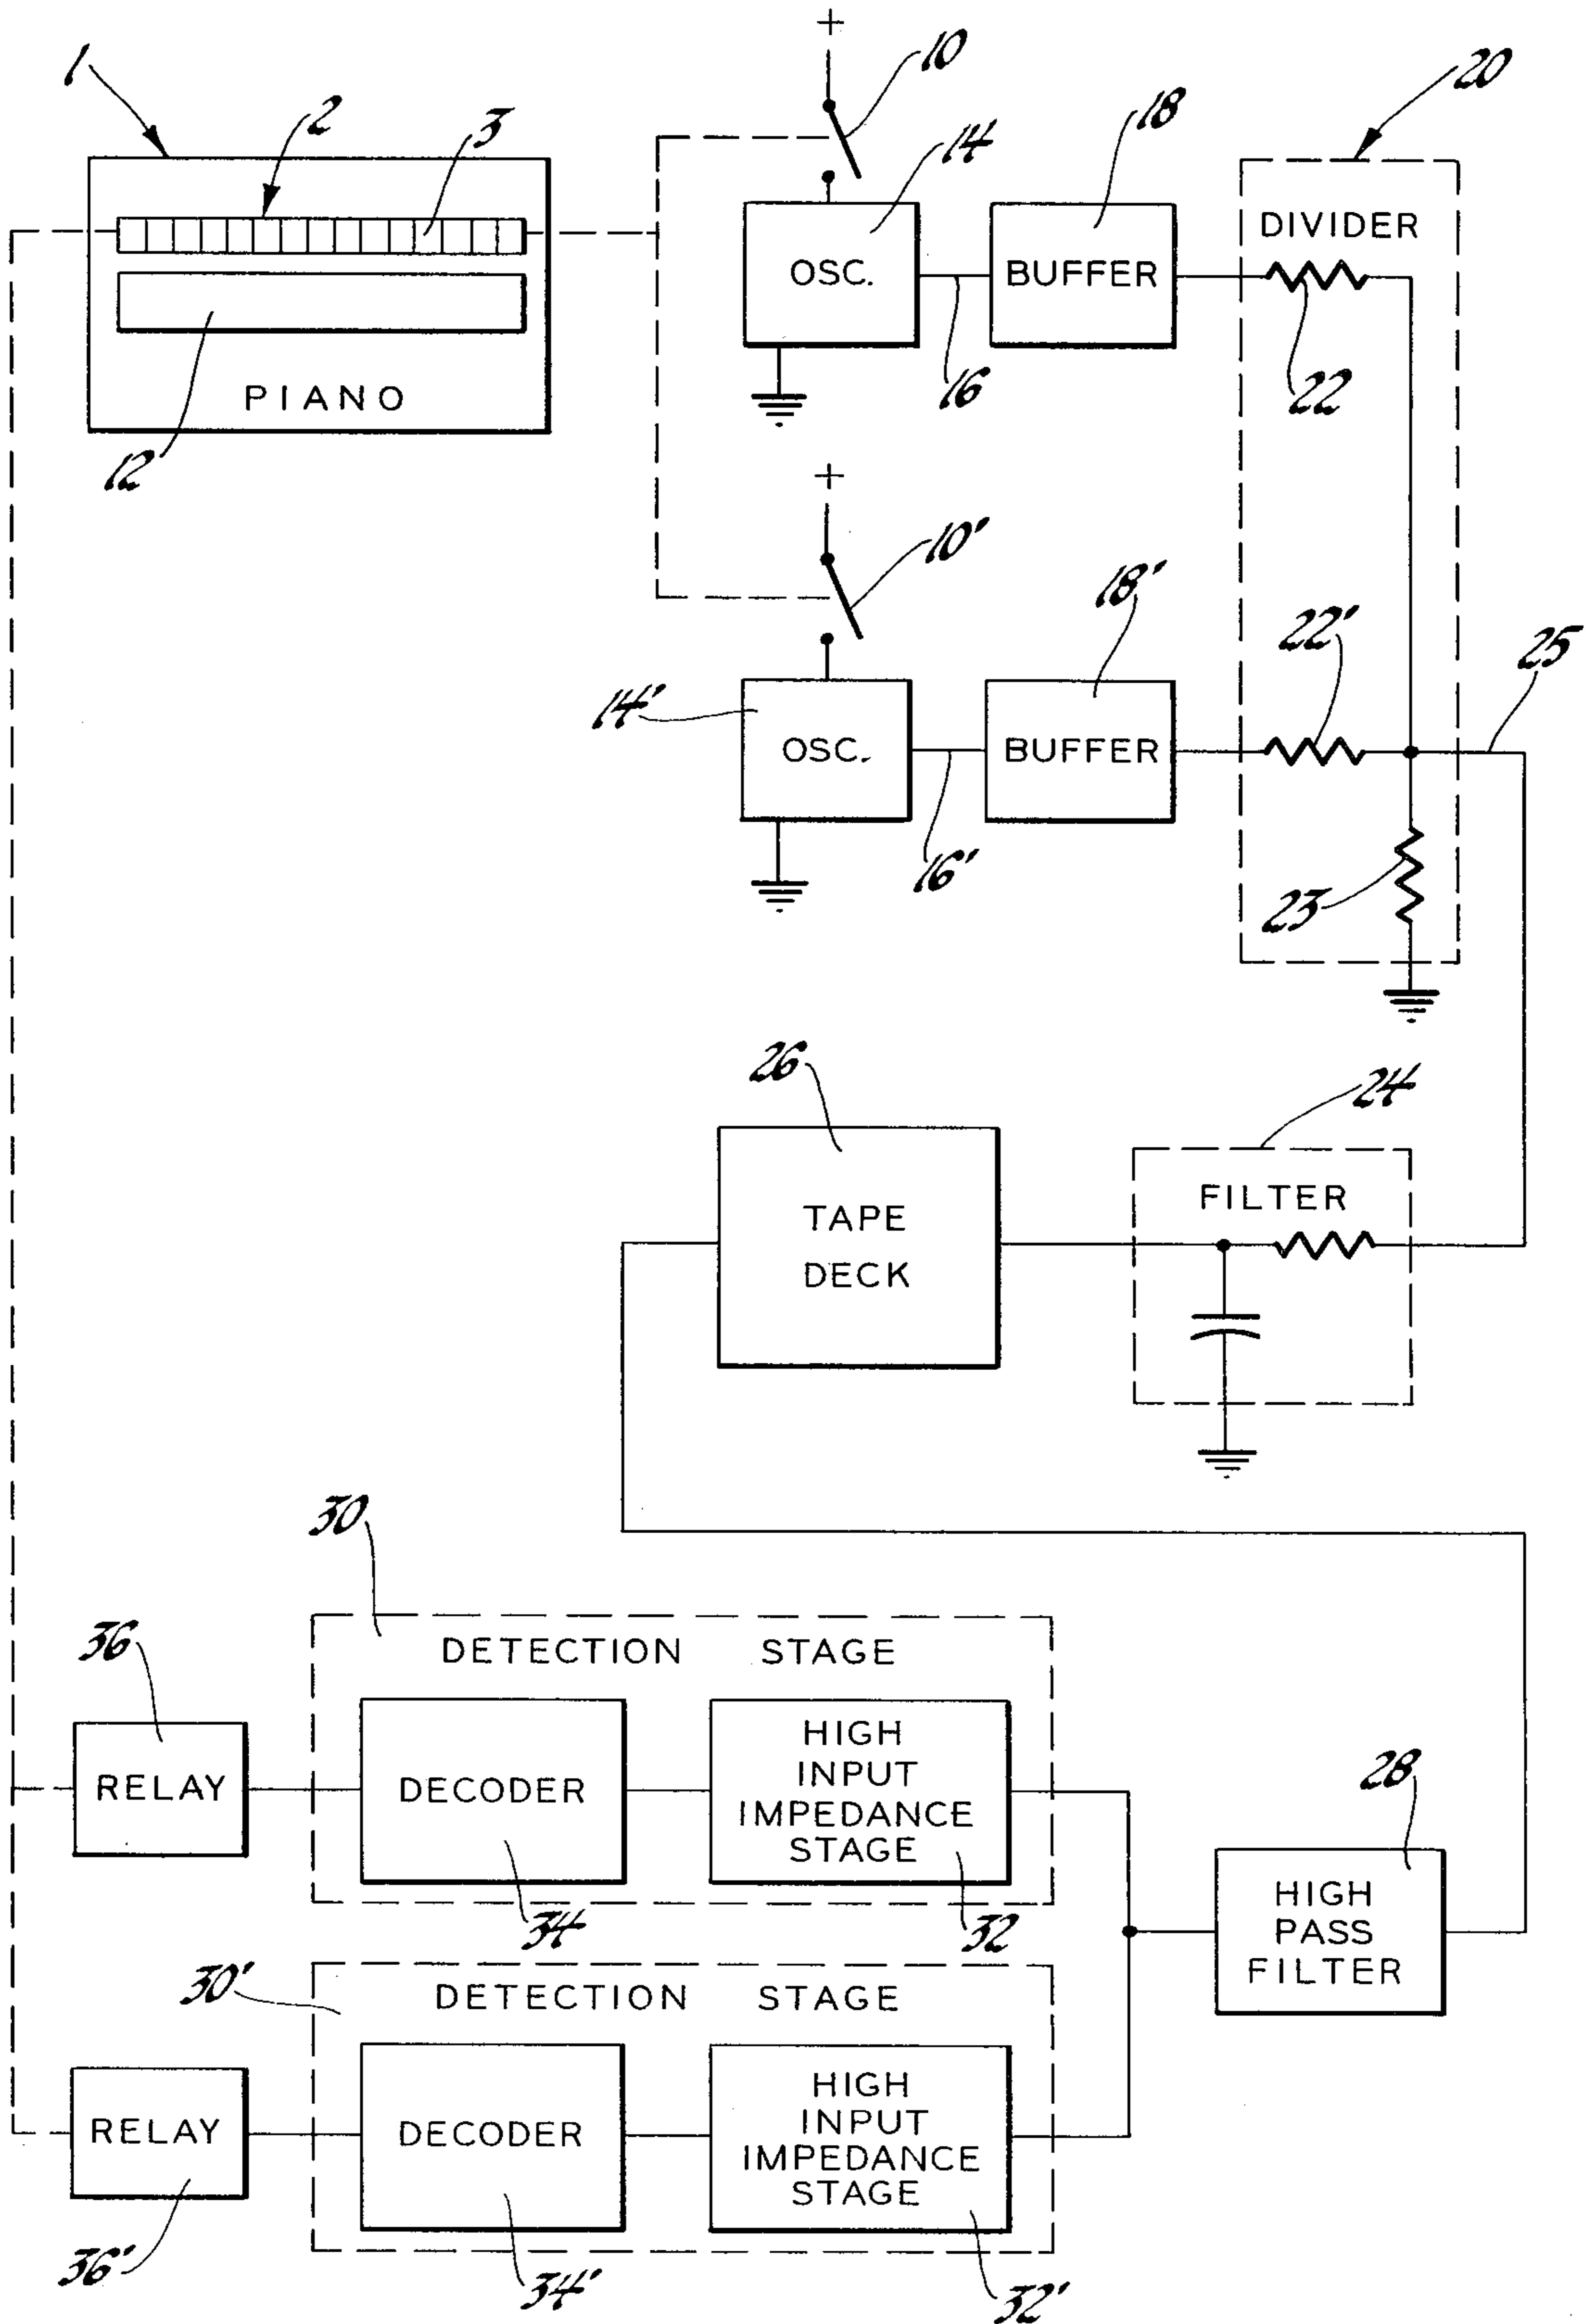 +
10
20
1
2
3
14
18
DIVIDER
OSC.
BUFFER
16
22
PIANO
12
+
10'
18'
22'
25
14'
OSC.
BUFFER
16'
23
26
24
TAPE
DECK
FILTER
30
36
DETECTION STAGE
RELAY
DECODER
HIGH
INPUT
IMPEDANCE
STAGE
28
34
32
HIGH
PASS
FILTER
30'
DETECTION STAGE
RELAY
DECODER
HIGH
INPUT
IMPEDANCE
STAGE
36'
34'
32'